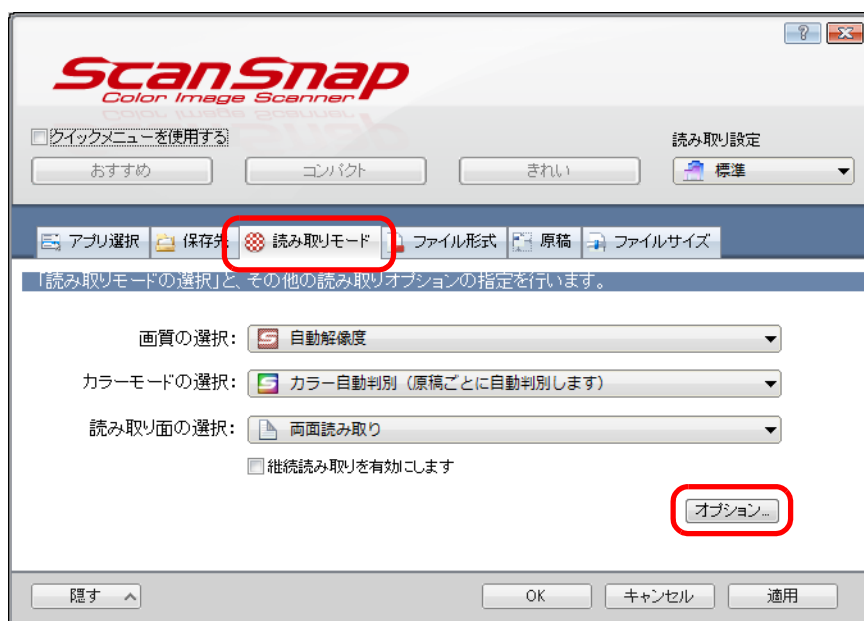 ScanSnap
Color Image Scanner
クイックメニューを使用する
読み取り設定
おすすめ
コンパクト
きれい
標準
アプリ選択
保存先
読み取りモード
ファイル形式
原稿
ファイルサイズ
「読み取りモードの選択」と、その他の読み取りオプションの指定を行います。
画質の選択:
自動解像度
カラーモードの選択:
カラー自動判別(原稿ごとに自動判別します)
読み取り面の選択:
両面読み取り
継続読み取りを有効にします
オプション...
隠す
OK
キャンセル
適用